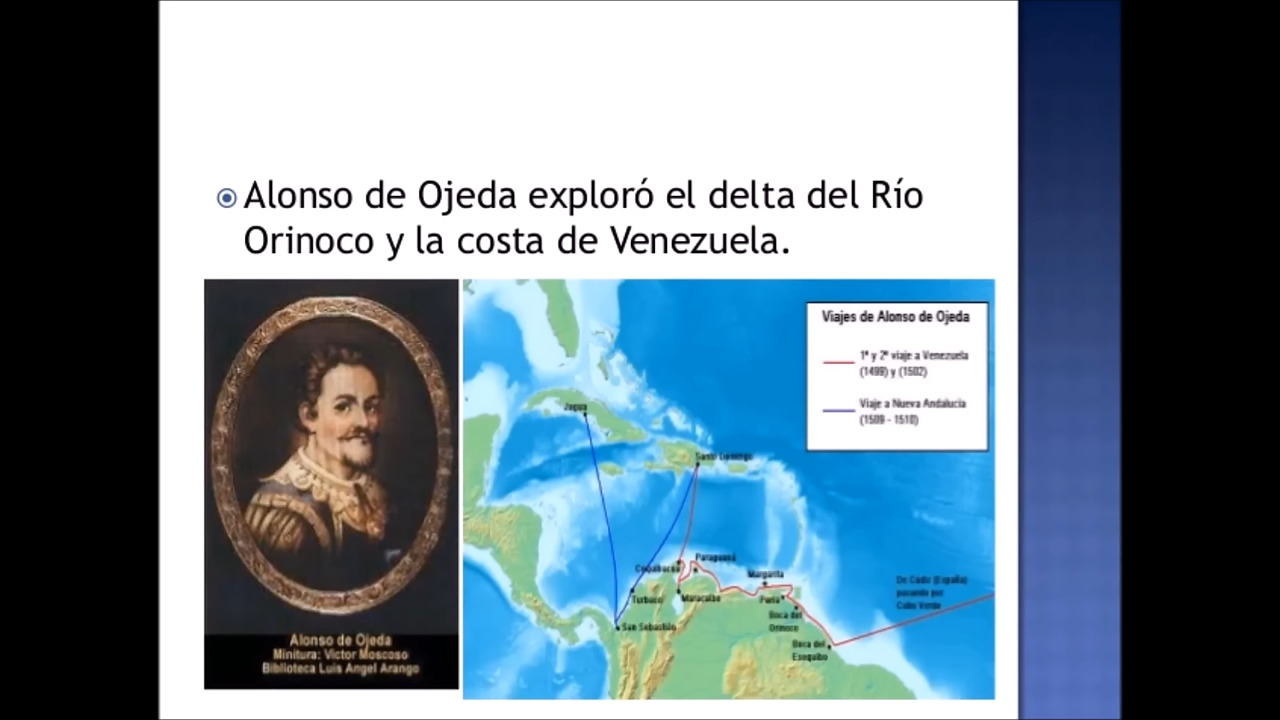 Alonso de Ojeda exploró el delta del Río
Orinoco y la costa de Venezuela.
Alonso de Ojeda
Minitura: Victor Moscoso
Biblioteca Luis Angel Arango
Viajes de Alonso de Ojeda
1º y 2º viaje a Venezuela
(1499) y (1502)
Viaje a Nueva Andalucía
(1509 - 1510)
Jagua
Santo Domingo
Coquibacoa
Paraguaná
Margarita
Turbaco
Maracaibo
Paria
San Sebastián
Boca del
Orinoco
Boca del
Esequibo
De Cádiz (España)
pasando por
Cabo Verde